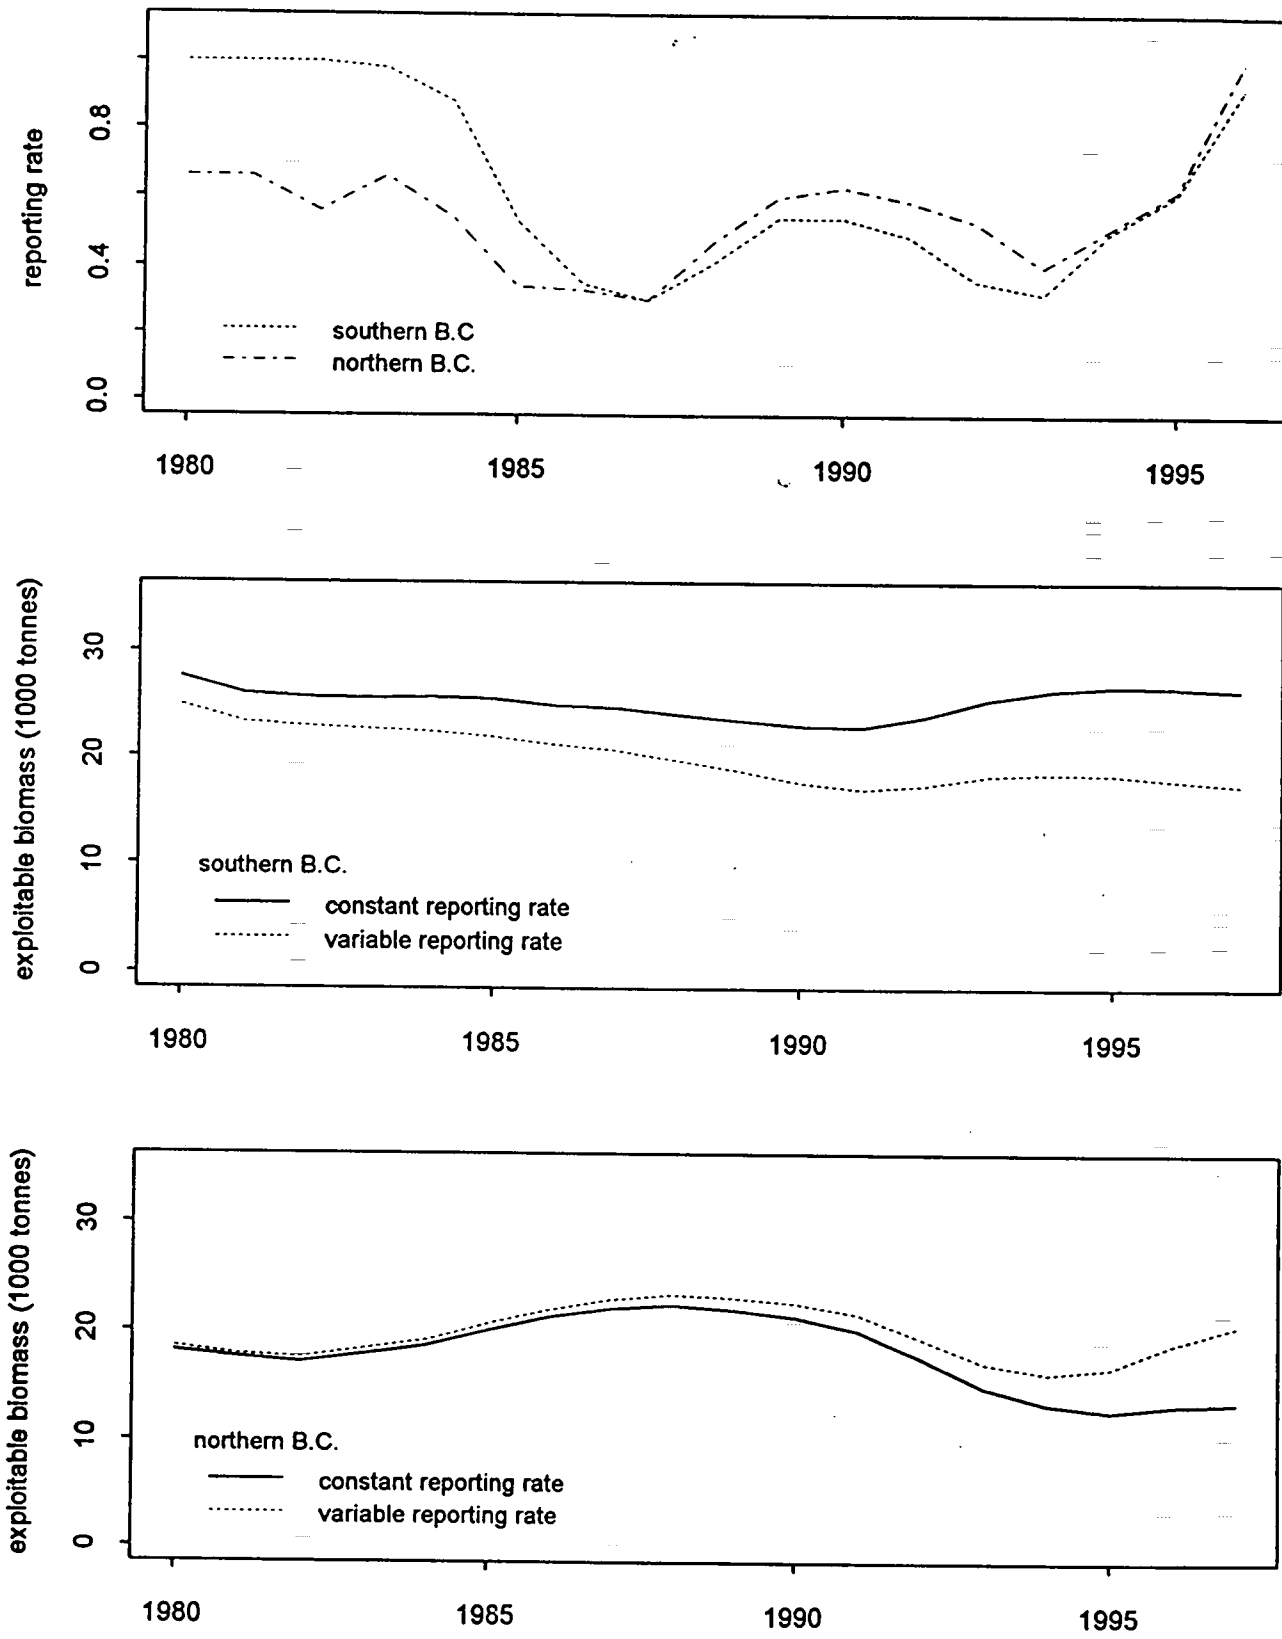 reporting rate
0.8
0.4
0.0
southern B.C
northern B.C.
1980 1985 1990 1995
exploitable biomass (1000 tonnes)
30
20
10
0
southern B.C.
constant reporting rate
variable reporting rate
1980 1985 1990 1995
exploitable biomass (1000 tonnes)
30
20
10
0
northern B.C.
constant reporting rate
variable reporting rate
1980 1985 1990 1995